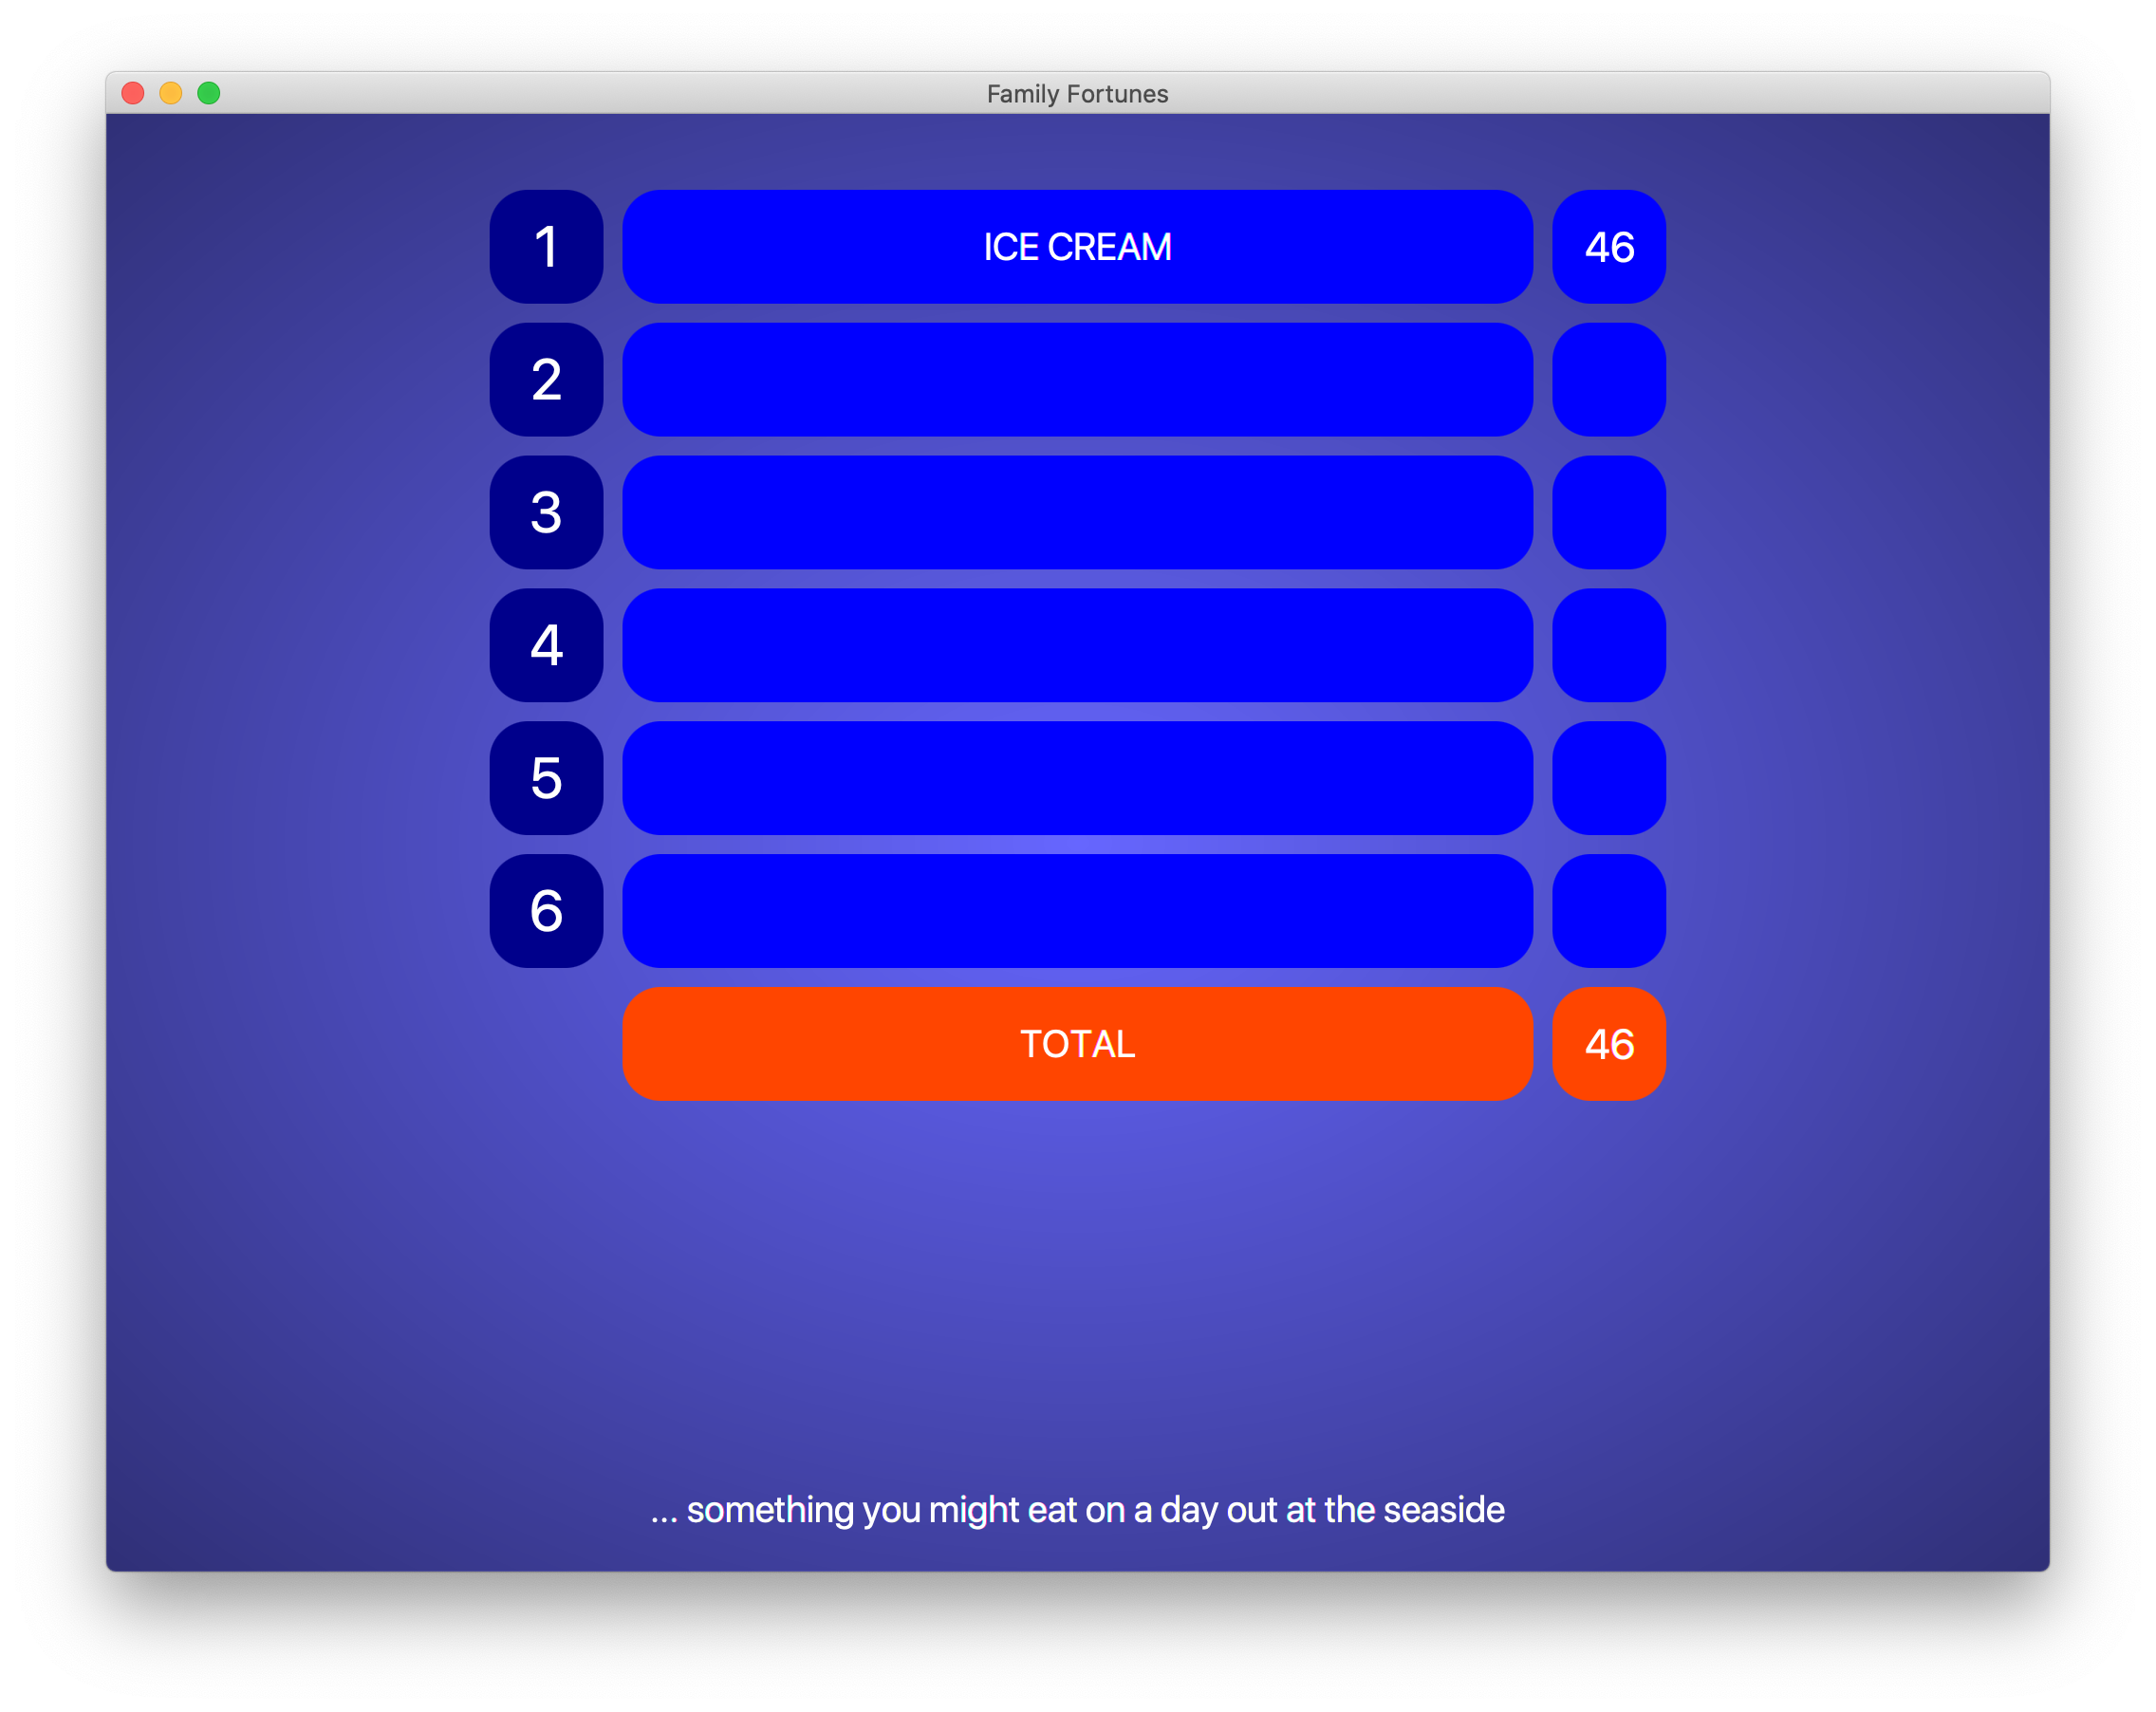 Family Fortunes
1 ICE CREAM 46
2
3
4
5
6
TOTAL 46
... something you might eat on a day out at the seaside